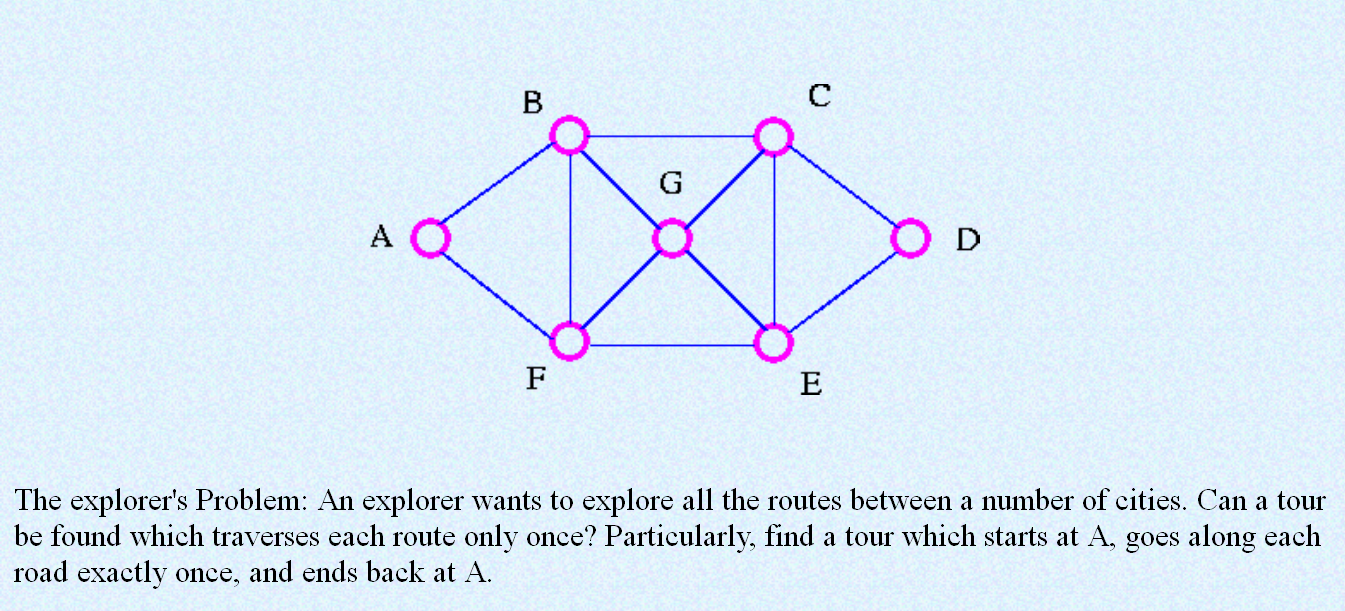 B
C
G
A
D
F
E
The explorer's Problem: An explorer wants to explore all the routes between a number of cities. Can a tour
be found which traverses each route only once? Particularly, find a tour which starts at A, goes along each
road exactly once, and ends back at A.